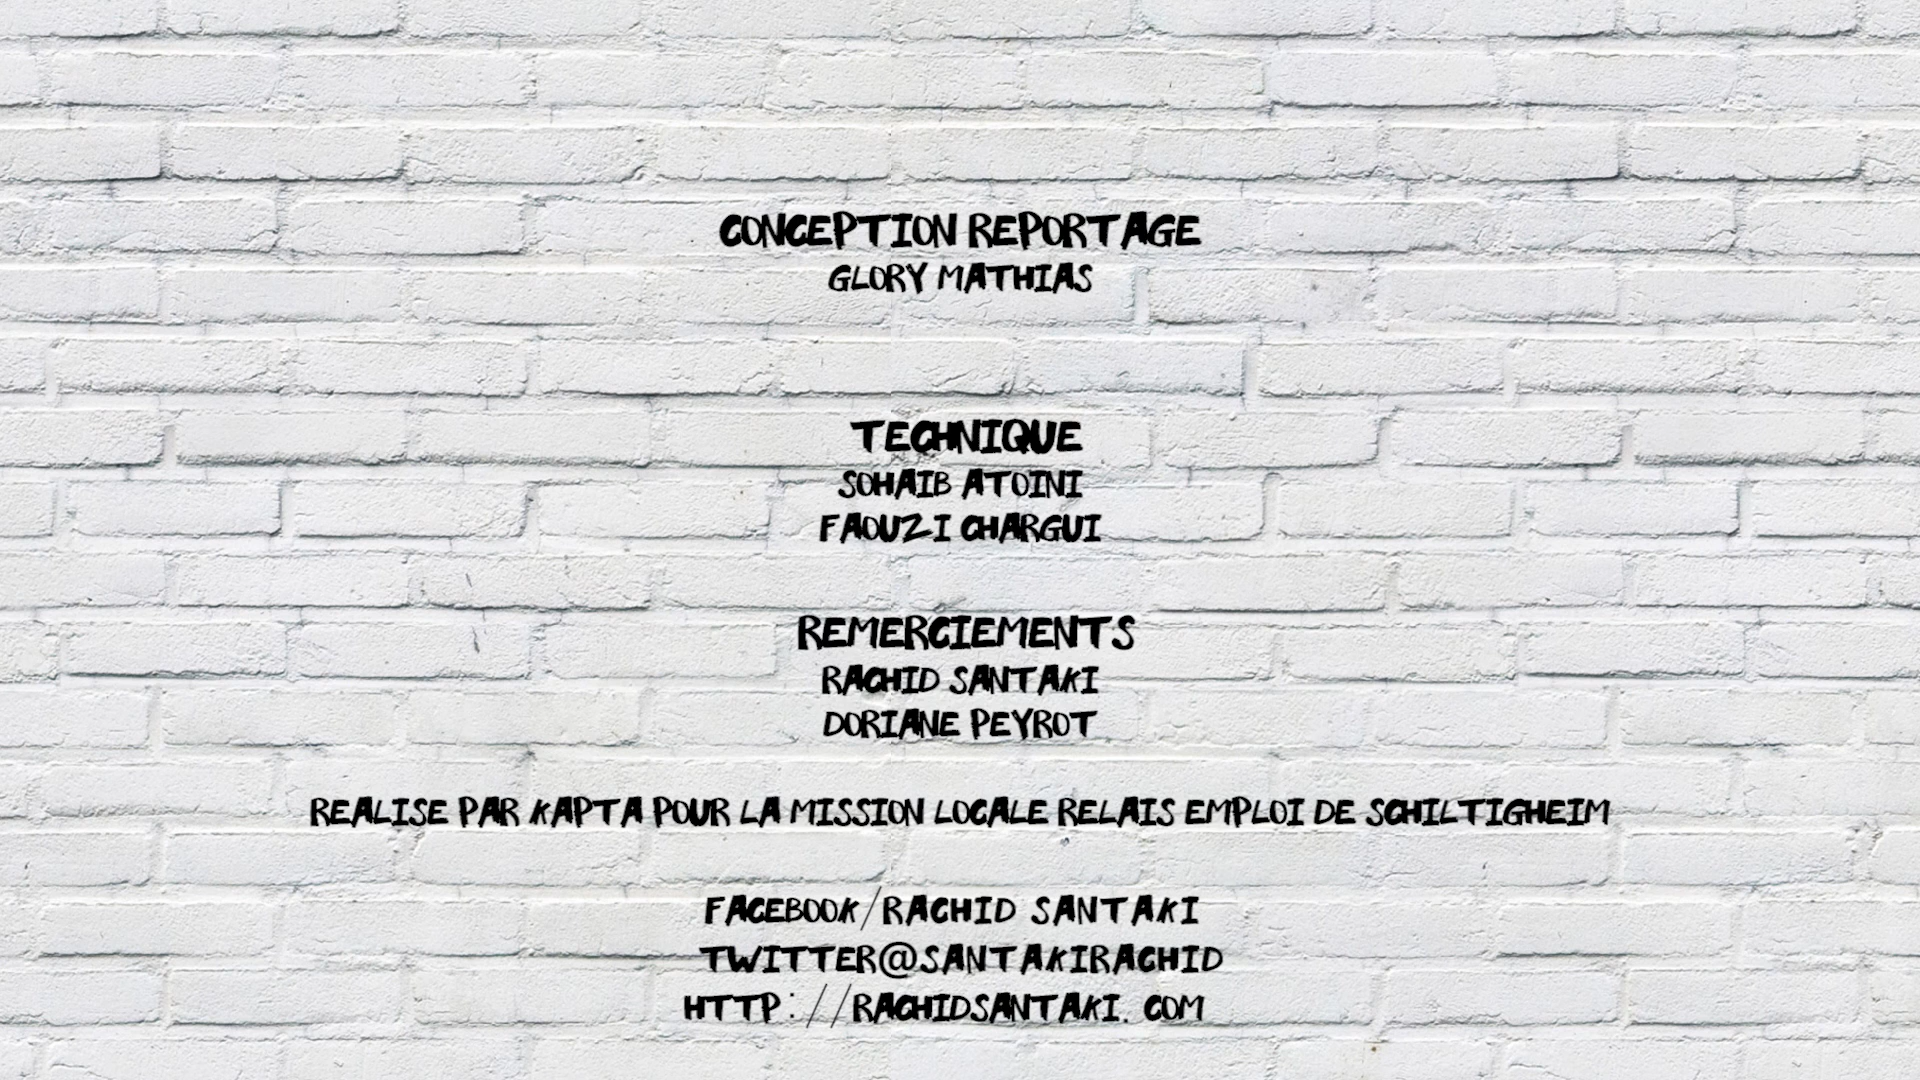 CONCEPTION REPORTAGE
GLORY MATHIAS
TECHNIQUE
SOHAIB ATOINI
FAOUZI CHARGUI
REMERCIEMENTS
RACHID SANTAKI
DORIANE PEYROT
REALISE PAR KAPTA POUR LA MISSION LOCALE RELAIS EMPLOI DE SCHILTIGHEIM
FACEBOOK/RACHID SANTAKI
TWITTER@SANTAKIRACHID
HTTP://RACHIDSANTAKI. COM